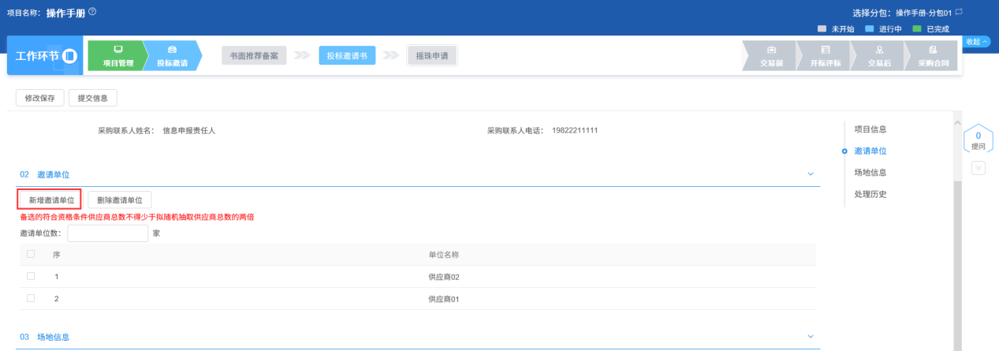 项目名称：操作手册
选择分包：操作手册-分包01
未开始 进行中 已完成
收起
工作环节
项目管理 投标邀请 书面推荐备案 投标邀请书 摇珠申请 交易前 开标评标 交易后 采购合同
修改保存 提交信息
采购联系人姓名： 信息申报责任人 采购联系人电话： 19822211111
项目信息
邀请单位
场地信息
处理历史
0
提问
02 邀请单位
新增邀请单位 删除邀请单位
备选的符合资格条件供应商总数不得少于拟随机抽取供应商总数的两倍
邀请单位数： 家
序 单位名称
1 供应商02
2 供应商01
03 场地信息